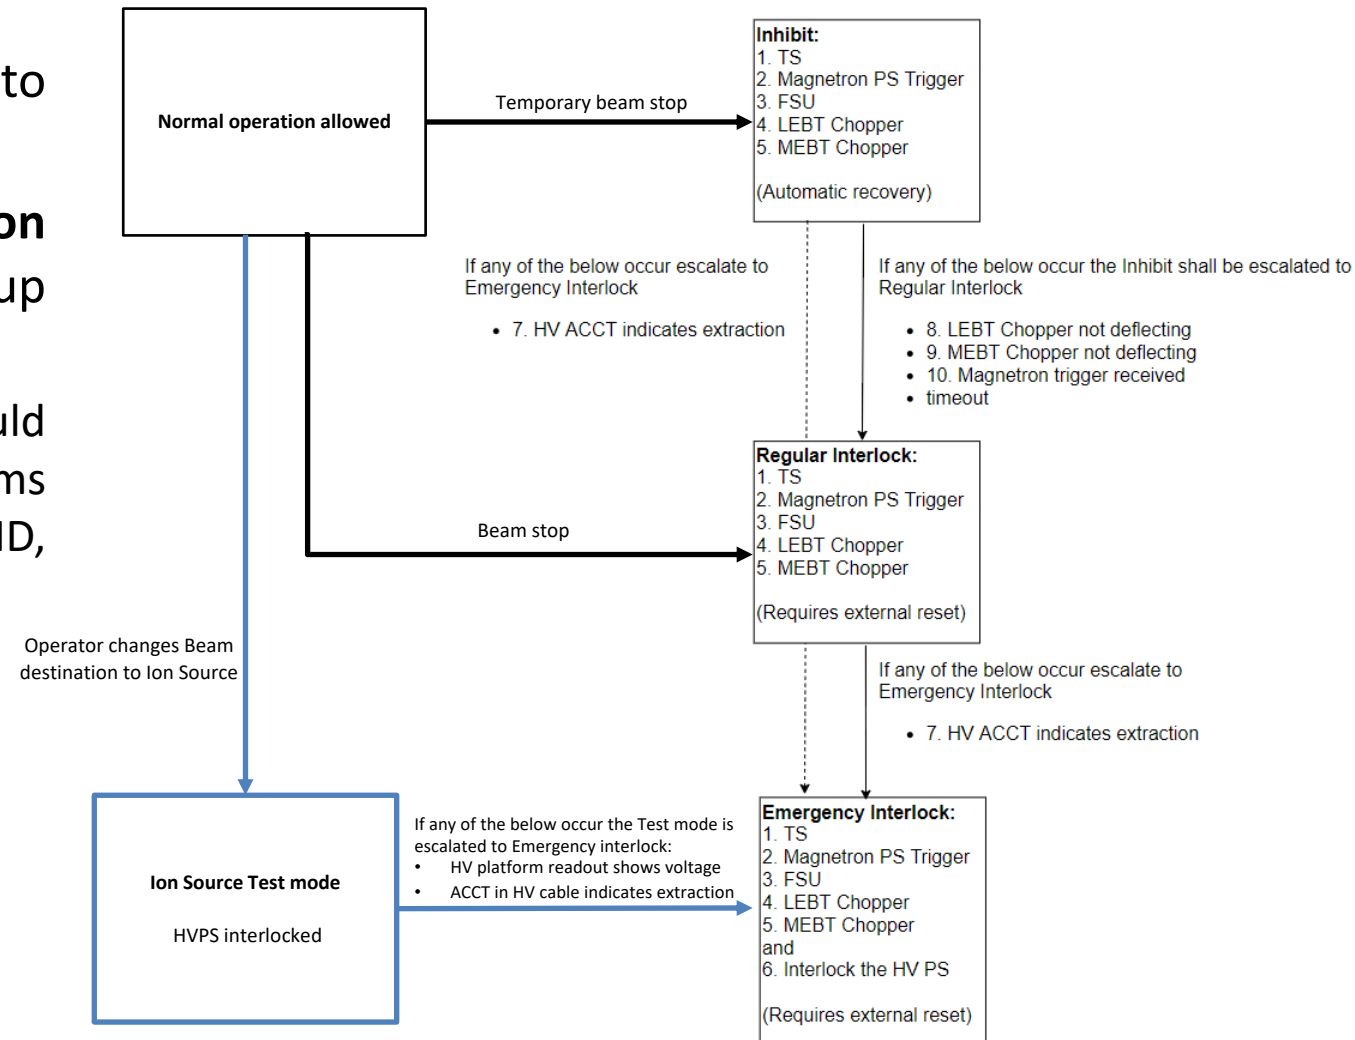 to
on
up
uld
ms
ID,
Normal operation allowed
Temporary beam stop
Inhibit:
1. TS
2. Magnetron PS Trigger
3. FSU
4. LEBT Chopper
5. MEBT Chopper
(Automatic recovery)
If any of the below occur escalate to
Emergency Interlock
• 7. HV ACCT indicates extraction
If any of the below occur the Inhibit shall be escalated to
Regular Interlock
• 8. LEBT Chopper not deflecting
• 9. MEBT Chopper not deflecting
• 10. Magnetron trigger received
• timeout
Beam stop
Regular Interlock:
1. TS
2. Magnetron PS Trigger
3. FSU
4. LEBT Chopper
5. MEBT Chopper
(Requires external reset)
Operator changes Beam
destination to Ion Source
If any of the below occur escalate to
Emergency Interlock
• 7. HV ACCT indicates extraction
Ion Source Test mode
HVPS interlocked
If any of the below occur the Test mode is
escalated to Emergency interlock:
• HV platform readout shows voltage
• ACCT in HV cable indicates extraction
Emergency Interlock:
1. TS
2. Magnetron PS Trigger
3. FSU
4. LEBT Chopper
5. MEBT Chopper
and
6. Interlock the HV PS
(Requires external reset)